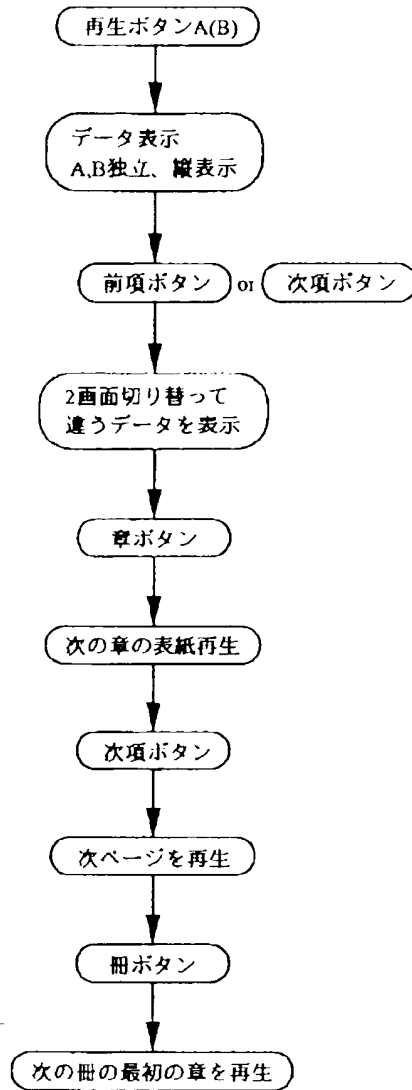 再生ボタンA(B)
データ表示
A,B独立、縦表示
前項ボタン or 次項ボタン
2画面切り替って
違うデータを表示
章ボタン
次の章の表紙再生
次項ボタン
次ページを再生
冊ボタン
次の冊の最初の章を再生